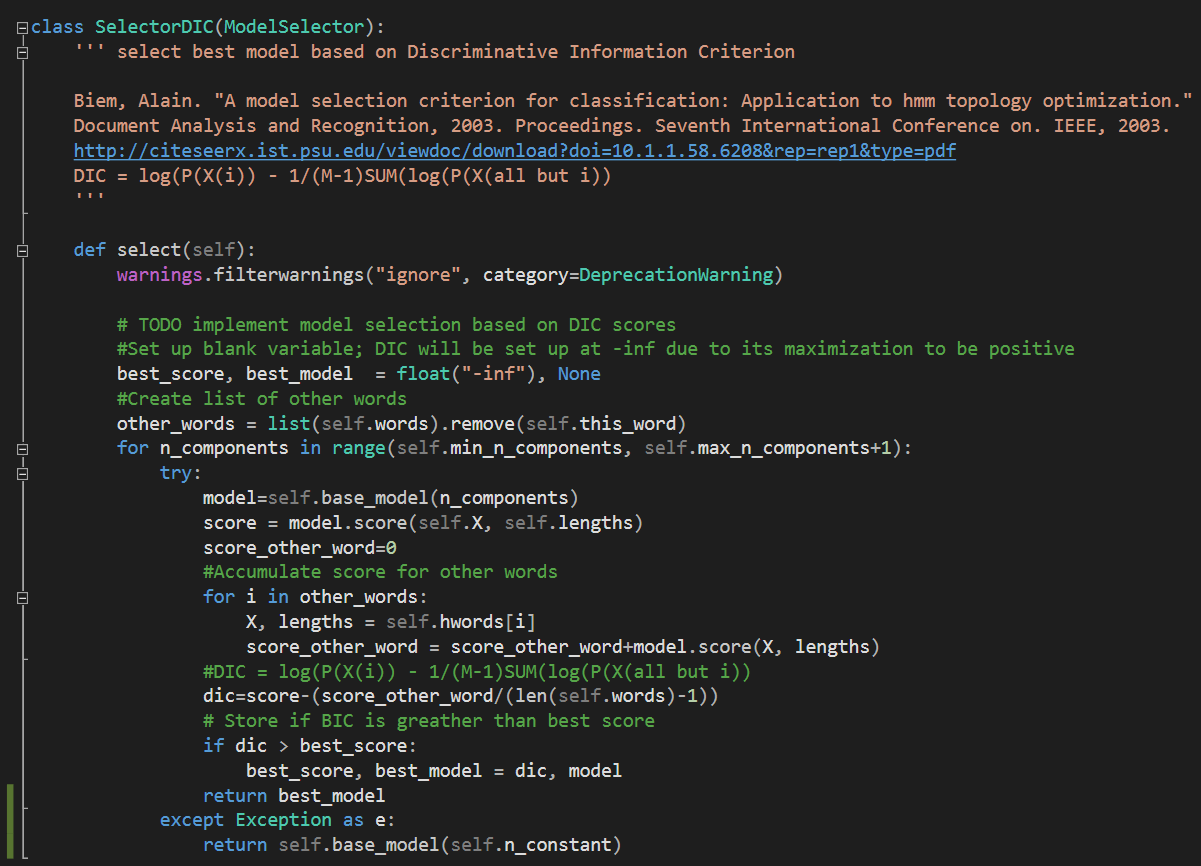 class SelectorDIC(ModelSelector):
    ''' select best model based on Discriminative Information Criterion

    Biem, Alain. "A model selection criterion for classification: Application to hmm topology optimization."
    Document Analysis and Recognition, 2003. Proceedings. Seventh International Conference on. IEEE, 2003.
    http://citeseerx.ist.psu.edu/viewdoc/download?doi=10.1.1.58.6208&rep=rep1&type=pdf
    DIC = log(P(X(i)) - 1/(M-1)SUM(log(P(X(all but i))
    '''

    def select(self):
        warnings.filterwarnings("ignore", category=DeprecationWarning)

        # TODO implement model selection based on DIC scores
        #Set up blank variable; DIC will be set up at -inf due to its maximization to be positive
        best_score, best_model  = float("-inf"), None
        #Create list of other words
        other_words = list(self.words).remove(self.this_word)
        for n_components in range(self.min_n_components, self.max_n_components+1):
            try:
                model=self.base_model(n_components)
                score = model.score(self.X, self.lengths)
                score_other_word=0
                #Accumulate score for other words
                for i in other_words:
                    X, lengths = self.hwords[i]
                    score_other_word = score_other_word+model.score(X, lengths)
                #DIC = log(P(X(i)) - 1/(M-1)SUM(log(P(X(all but i))
                dic=score-(score_other_word/(len(self.words)-1))
                # Store if BIC is greather than best score
                if dic > best_score:
                    best_score, best_model = dic, model
                return best_model
            except Exception as e:
                return self.base_model(self.n_constant)